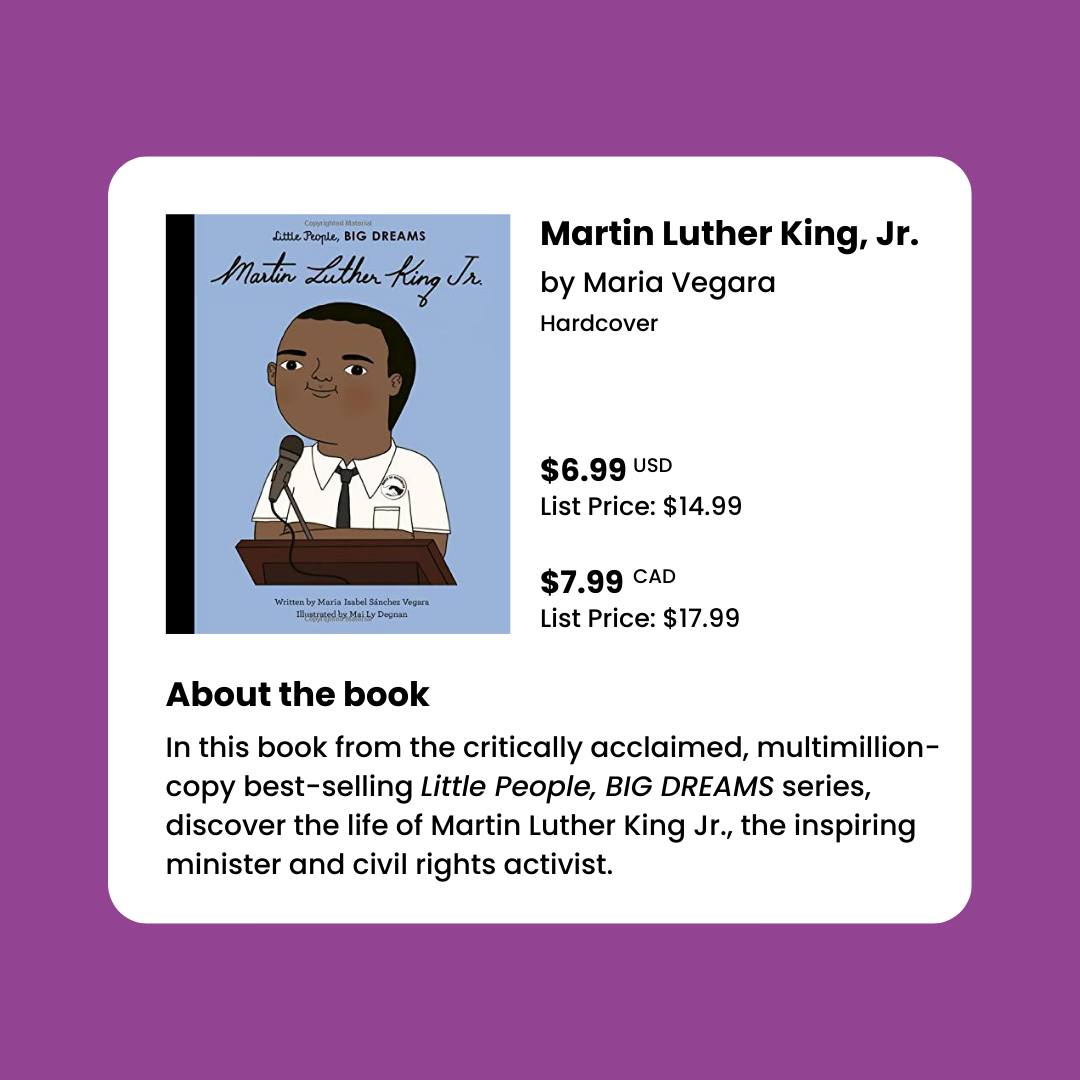 Copyrighted Material
Little People, BIG DREAMS
Martin Luther King Jr.
Written by Maria Isabel Sánchez Vegara
Illustrated by Mai Ly Degnan
Copyrighted Material
Martin Luther King, Jr.
by Maria Vegara
Hardcover
$6.99 USD
List Price: $14.99
$7.99 CAD
List Price: $17.99
About the book
In this book from the critically acclaimed, multimillion-
copy best-selling Little People, BIG DREAMS series,
discover the life of Martin Luther King Jr., the inspiring
minister and civil rights activist.